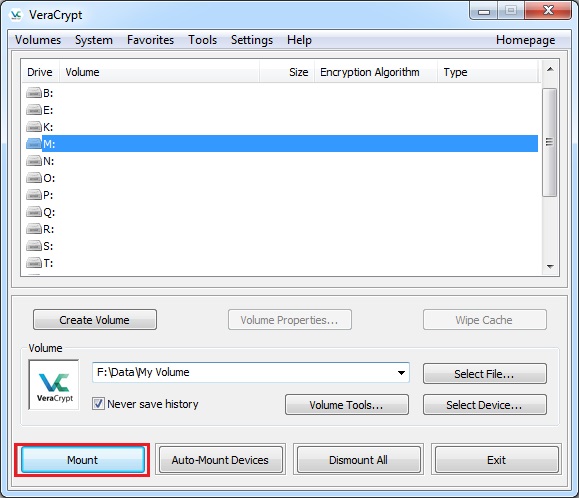 VeraCrypt
Volumes System Favorites Tools Settings Help Homepage
Drive Volume Size Encryption Algorithm Type
B:
E:
K:
M:
N:
O:
P:
Q:
R:
S:
T:
Create Volume Volume Properties... Wipe Cache
Volume
VeraCrypt
F:\Data\My Volume Select File...
Never save history Volume Tools... Select Device...
Mount Auto-Mount Devices Dismount All Exit